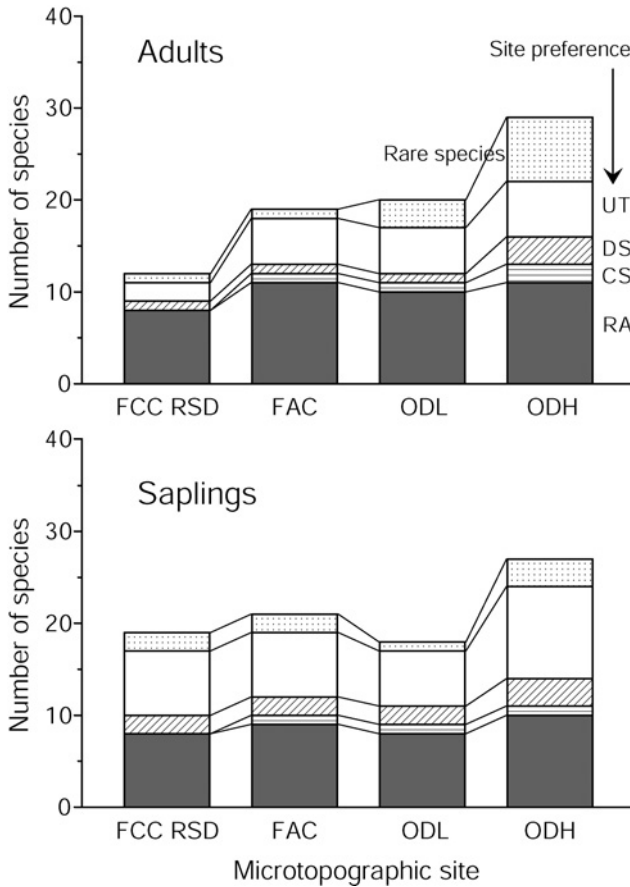 40
Adults
Site preference
30
Rare species
Number of species
20
UT
DS
10
CS
RA
0
FCC RSD FAC ODL ODH
40
Saplings
30
Number of species
20
10
0
FCC RSD FAC ODL ODH
Microtopographic site